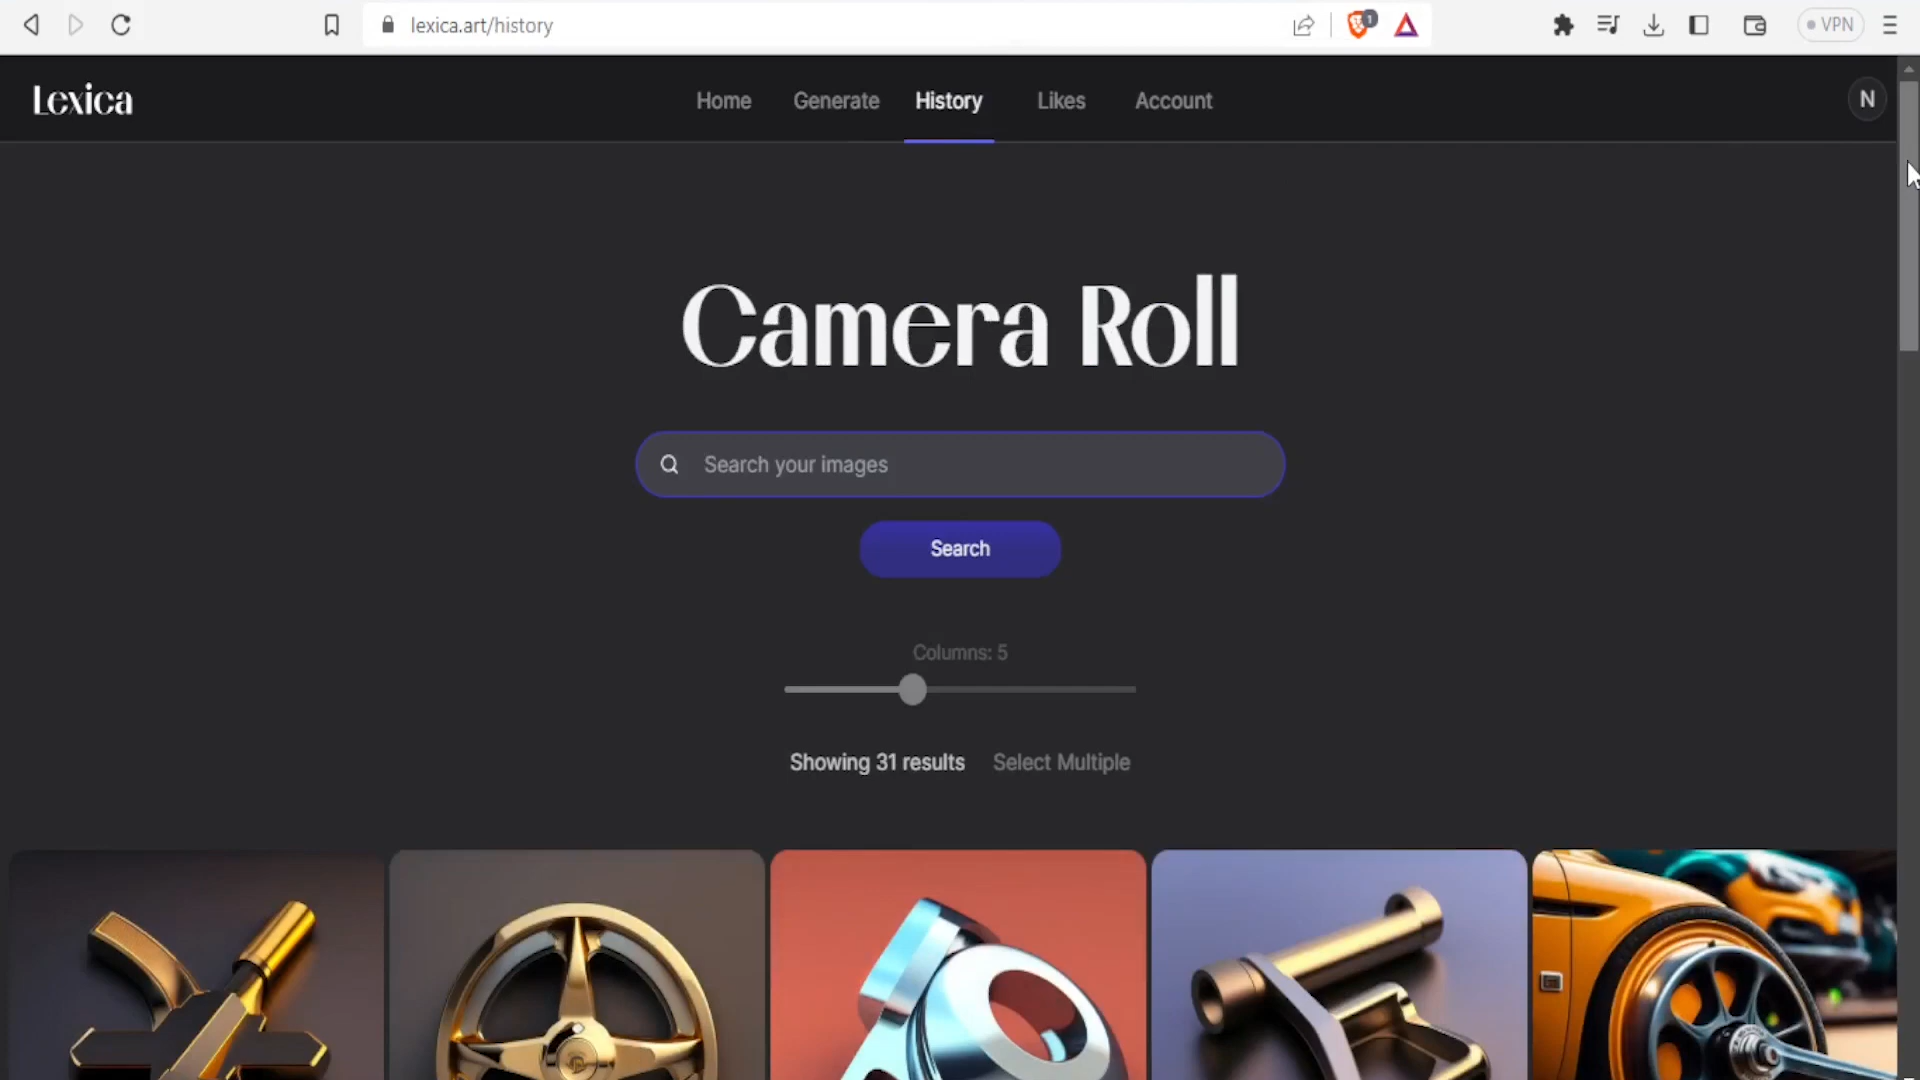 lexica.art/history
1
VPN
Lexica
Home
Generate
History
Likes
Account
N
Camera Roll
Search your images
Search
Columns: 5
Showing 31 results
Select Multiple